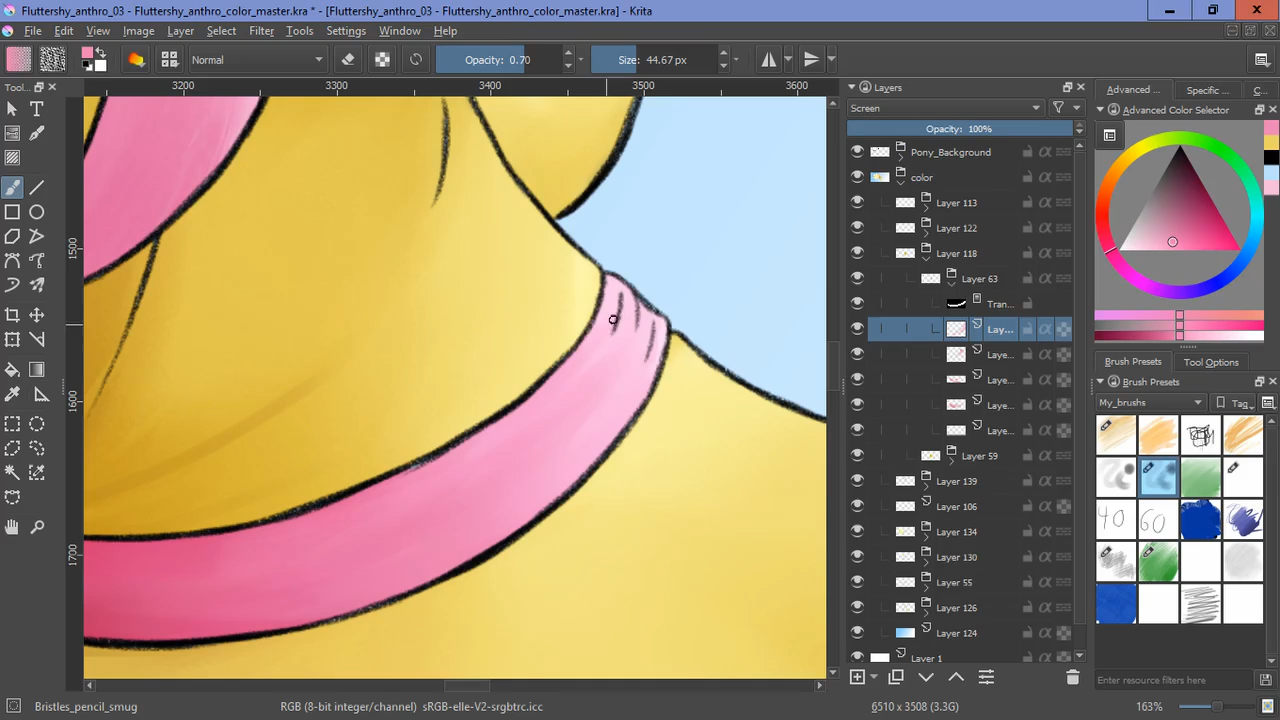 Fluttershy_03 - Fluttershy_anthro_color_master.kra * - [Fluttershy_03 - Fluttershy_anthro_color_master.kra] - Krita
File Edit View Image Layer Select Filter Tools Settings Window Help
Normal Opacity: 0.70 Size: 44.67 px
Tool...
3200 3300 3400 3500 3600
1500
1600
1700
Layers
Screen
Opacity: 100%
Pony_Background
color
Layer 113
Layer 122
Layer 118
Layer 63
Tran...
Lay...
Laye...
Laye...
Laye...
Laye...
Layer 59
Layer 139
Layer 106
Layer 134
Layer 130
Layer 55
Layer 126
Layer 124
Layer 1
Advanced ... Specific ... C...
Advanced Color Selector
Brush Presets Tool Options
Brush Presets
My_brushs Tag
40 60
Enter resource filters here
Bristles_pencil_smug RGB (8-bit integer/channel) sRGB-elle-V2-srgbtrc.icc 6510 x 3508 (3.3G) 163%